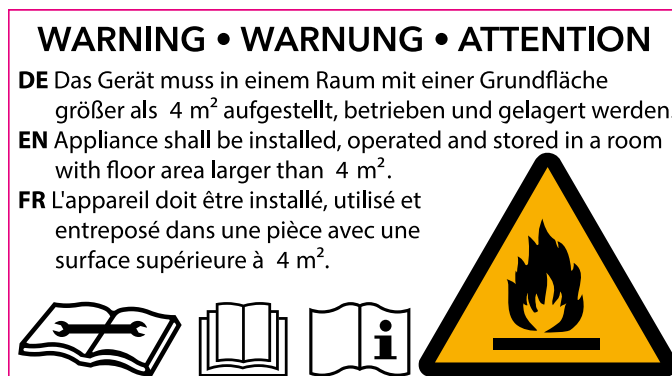 WARNING • WARNUNG • ATTENTION
DE Das Gerät muss in einem Raum mit einer Grundfläche
größer als 4 m² aufgestellt, betrieben und gelagert werden.
EN Appliance shall be installed, operated and stored in a room
with floor area larger than 4 m².
FR L'appareil doit être installé, utilisé et
entreposé dans une pièce avec une
surface supérieure à 4 m².
i